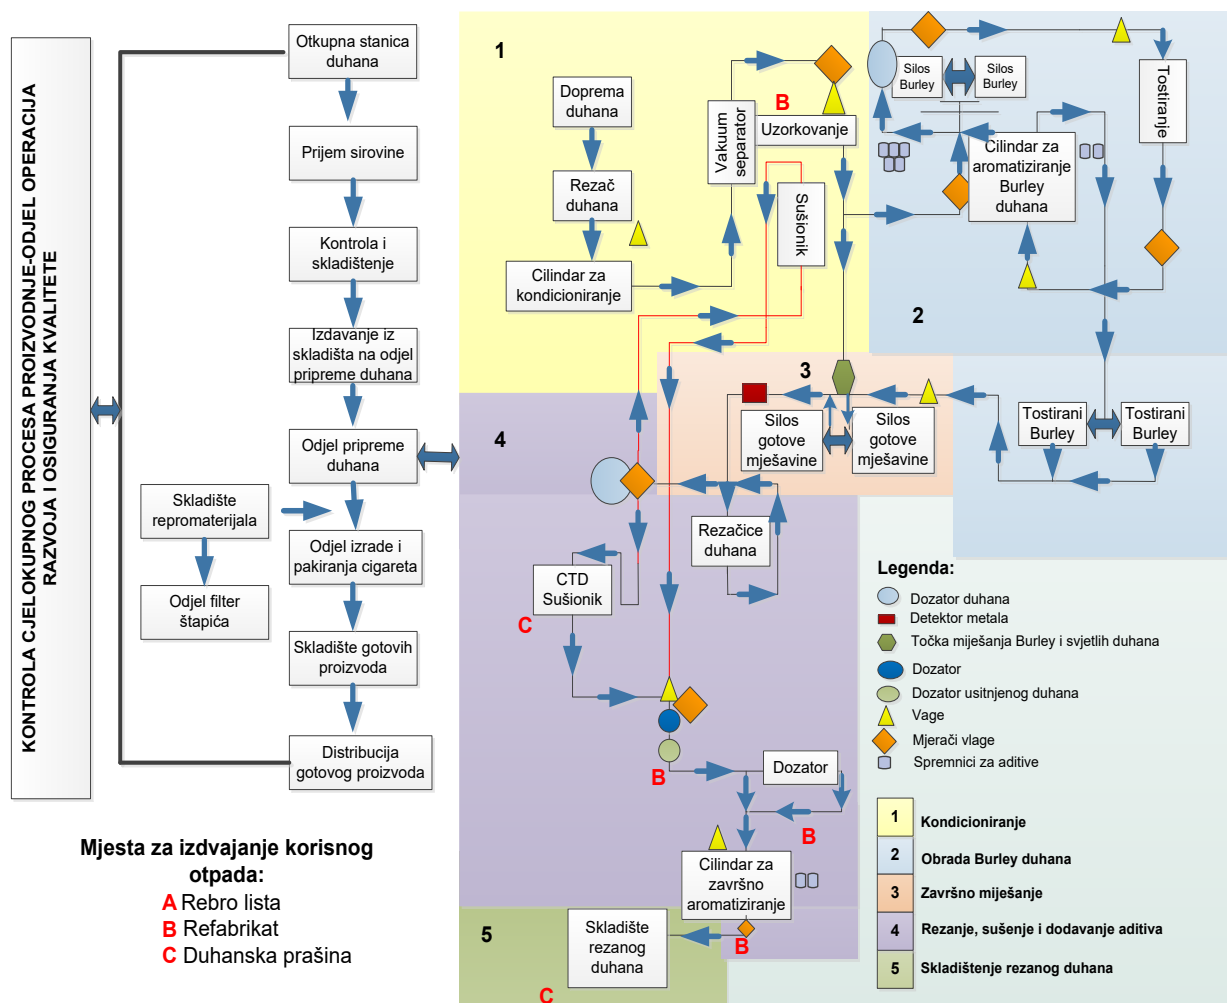 KONTROLA CJELOKUPNOG PROCESA PROIZVODNJE-ODJEL OPERACIJA
RAZVOJA I OSIGURANJA KVALITETE
Otkupna stanica
duhana
Prijem sirovine
Kontrola i
skladištenje
Izdavanje iz
skladišta na odjel
pripreme duhana
Odjel pripreme
duhana
Skladište
repromaterijala
Odjel izrade i
pakiranja cigareta
Odjel filter
štapića
Skladište gotovih
proizvoda
Distribucija
gotovog proizvoda
Mjesta za izdvajanje korisnog
otpada:
A Rebro lista
B Refabrikat
C Duhanska prašina
1
Doprema
duhana
Rezač
duhana
Cilindar za
kondicioniranje
Vakuum
separator
B
Uzorkovanje
Sušionik
Silos
Burley
Silos
Burley
Tostiranje
Cilindar za
aromatiziranje
Burley
duhana
2
Tostirani
Burley
Tostirani
Burley
3
Silos
gotove
mješavine
Silos
gotove
mješavine
4
Rezačice
duhana
CTD
Sušionik
C
B
Dozator
B
Cilindar za
završno
aromatiziranje
B
5
Skladište
rezanog
duhana
C
Legenda:
Dozator duhana
Detektor metala
Točka miješanja Burley i svjetlih duhana
Dozator
Dozator usitnjenog duhana
Vage
Mjerači vlage
Spremnici za aditive
1 Kondicioniranje
2 Obrada Burley duhana
3 Završno miješanje
4 Rezanje, sušenje i dodavanje aditiva
5 Skladištenje rezanog duhana